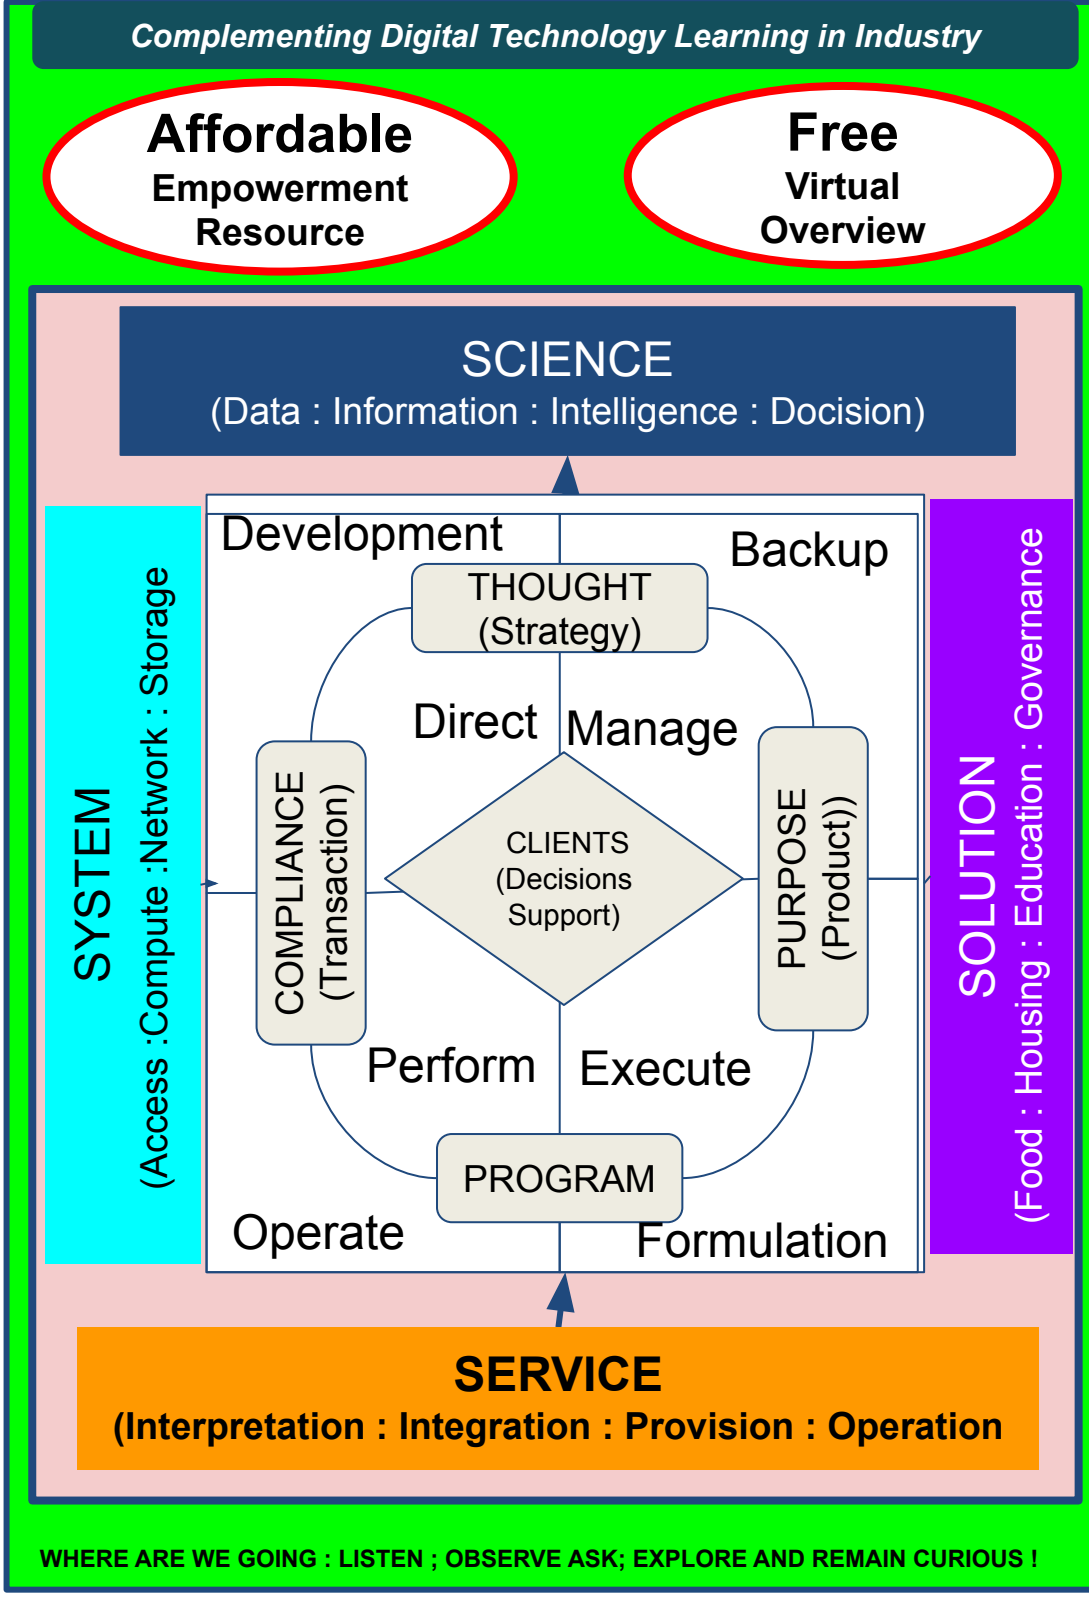 Complementing Digital Technology Learning in Industry
Affordable
Empowerment
Resource
Free
Virtual
Overview
SCIENCE
(Data : Information : Intelligence : Docision)
SYSTEM
(Access :Compute :Network : Storage
Development
Backup
THOUGHT
(Strategy)
Direct
Manage
COMPLIANCE
(Transaction)
CLIENTS
(Decisions
Support)
PURPOSE
(Product))
Perform
Execute
PROGRAM
Operate
Formulation
SOLUTION
(Food : Housing : Education : Governance
SERVICE
(Interpretation : Integration : Provision : Operation
WHERE ARE WE GOING : LISTEN ; OBSERVE ASK; EXPLORE AND REMAIN CURIOUS !